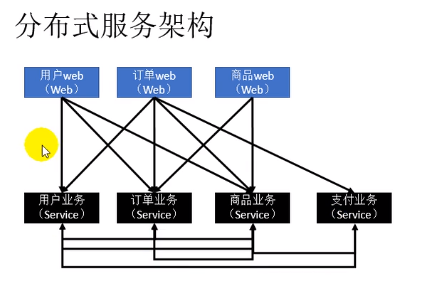 分布式服务架构
用户web
（Web）
订单web
（Web）
商品web
（Web）
用户业务
（Service）
订单业务
（Service）
商品业务
（Service）
支付业务
（Service）